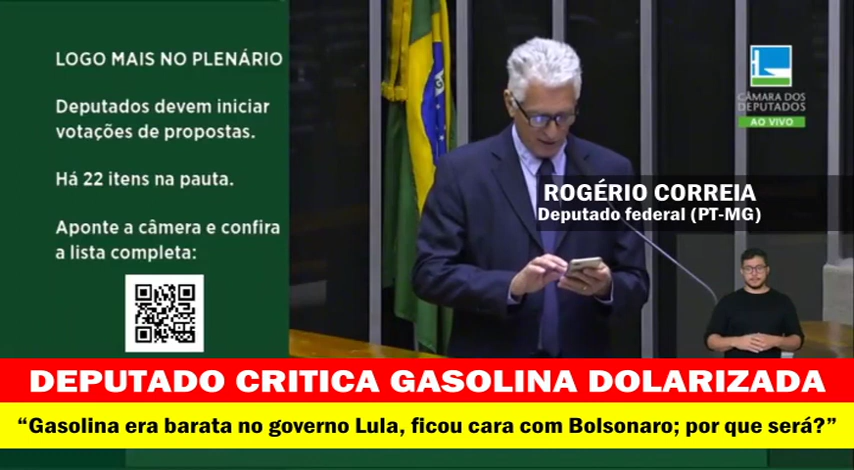 LOGO MAIS NO PLENÁRIO
Deputados devem iniciar
votações de propostas.
Há 22 itens na pauta.
Aponte a câmera e confira
a lista completa:
CÂMARA DOS
DEPUTADOS
AO VIVO
ROGÉRIO CORREIA
Deputado federal (PT-MG)
DEPUTADO CRITICA GASOLINA DOLARIZADA
“Gasolina era barata no governo Lula, ficou cara com Bolsonaro; por que será?”